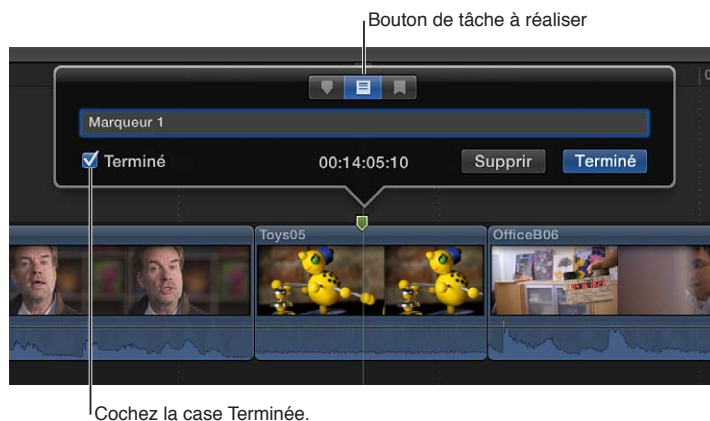 Bouton de tâche à réaliser
Marqueur 1
Terminé
00:14:05:10
Supprir
Terminé
Toys05
OfficeB06
Cochez la case Terminée.